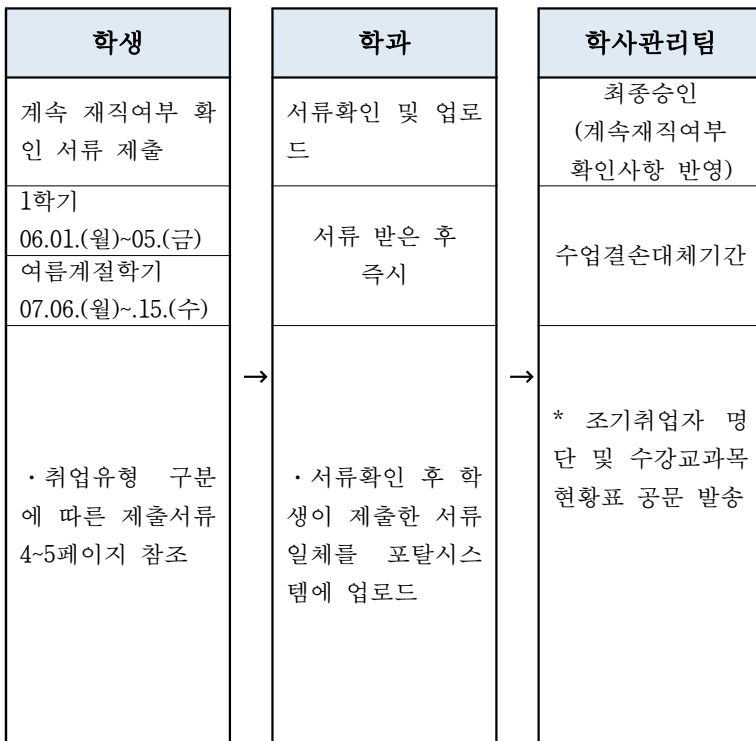 학생
계속 재직여부 확
인 서류 제출
1학기
06.01.(월)~05.(금)
여름계절학기
07.06.(월)~.15.(수)
· 취업유형 구분
에 따른 제출서류
4~5페이지 참조
→
학과
서류확인 및 업로
드
서류 받은 후
즉시
· 서류확인 후 학
생이 제출한 서류
일체를 포탈시스
템에 업로드
→
학사관리팀
최종승인
(계속재직여부
확인사항 반영)
수업결손대체기간
* 조기취업자 명
단 및 수강교과목
현황표 공문 발송